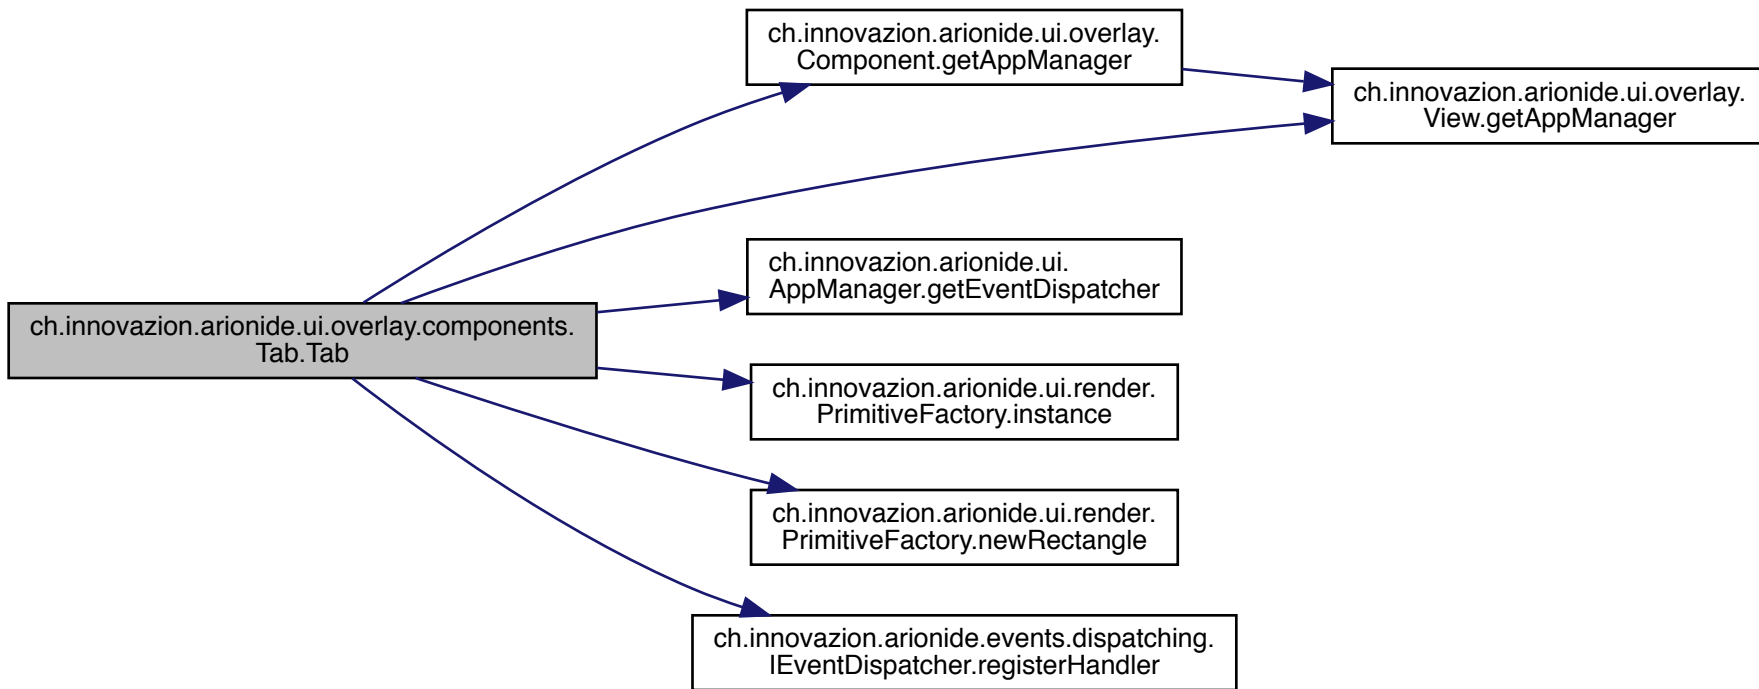 ch.innovazion.arionide.ui.overlay.components.
Tab.Tab
ch.innovazion.arionide.ui.overlay.
Component.getAppManager
ch.innovazion.arionide.ui.overlay.
View.getAppManager
ch.innovazion.arionide.ui.
AppManager.getEventDispatcher
ch.innovazion.arionide.ui.render.
PrimitiveFactory.instance
ch.innovazion.arionide.ui.render.
PrimitiveFactory.newRectangle
ch.innovazion.arionide.events.dispatching.
IEventDispatcher.registerHandler